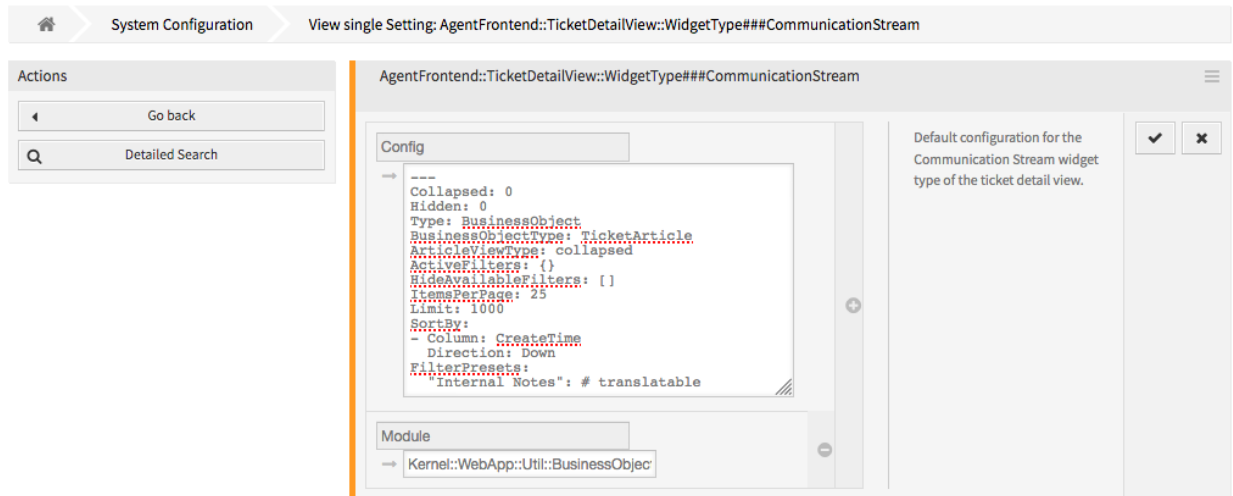 System Configuration
View single Setting: AgentFrontend::TicketDetailView::WidgetType###CommunicationStream
Actions
Go back
Detailed Search
AgentFrontend::TicketDetailView::WidgetType###CommunicationStream
Config
---
Collapsed: 0
Hidden: 0
Type: BusinessObject
BusinessObjectType: TicketArticle
ArticleViewType: collapsed
ActiveFilters: {}
HideAvailableFilters: []
ItemsPerPage: 25
Limit: 1000
SortBy:
- Column: CreateTime
  Direction: Down
FilterPresets:
  "Internal Notes": # translatable
Module
Kernel::WebApp::Util::BusinessObjec
Default configuration for the
Communication Stream widget
type of the ticket detail view.